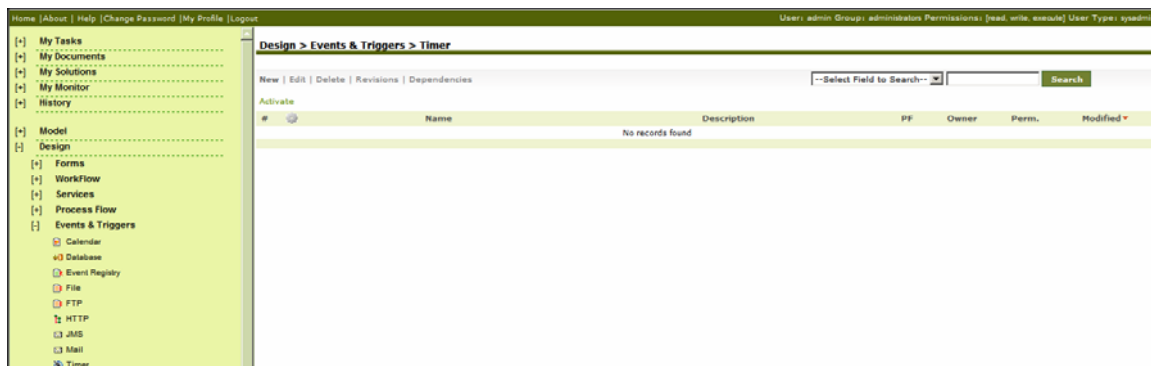 Home |About | Help |Change Password |My Profile |Logout
User: admin Group: administrators Permissions: [read, write, execute] User Type: sysadmi
[+] My Tasks
[+] My Documents
[+] My Solutions
[+] My Monitor
[+] History
[+] Model
[-] Design
[+] Forms
[+] WorkFlow
[+] Services
[+] Process Flow
[-] Events & Triggers
Calendar
Database
Event Registry
File
FTP
HTTP
JMS
Mail
Timer
Design > Events & Triggers > Timer
New | Edit | Delete | Revisions | Dependencies
--Select Field to Search-- Search
Activate
# Name Description PF Owner Perm. Modified
No records found